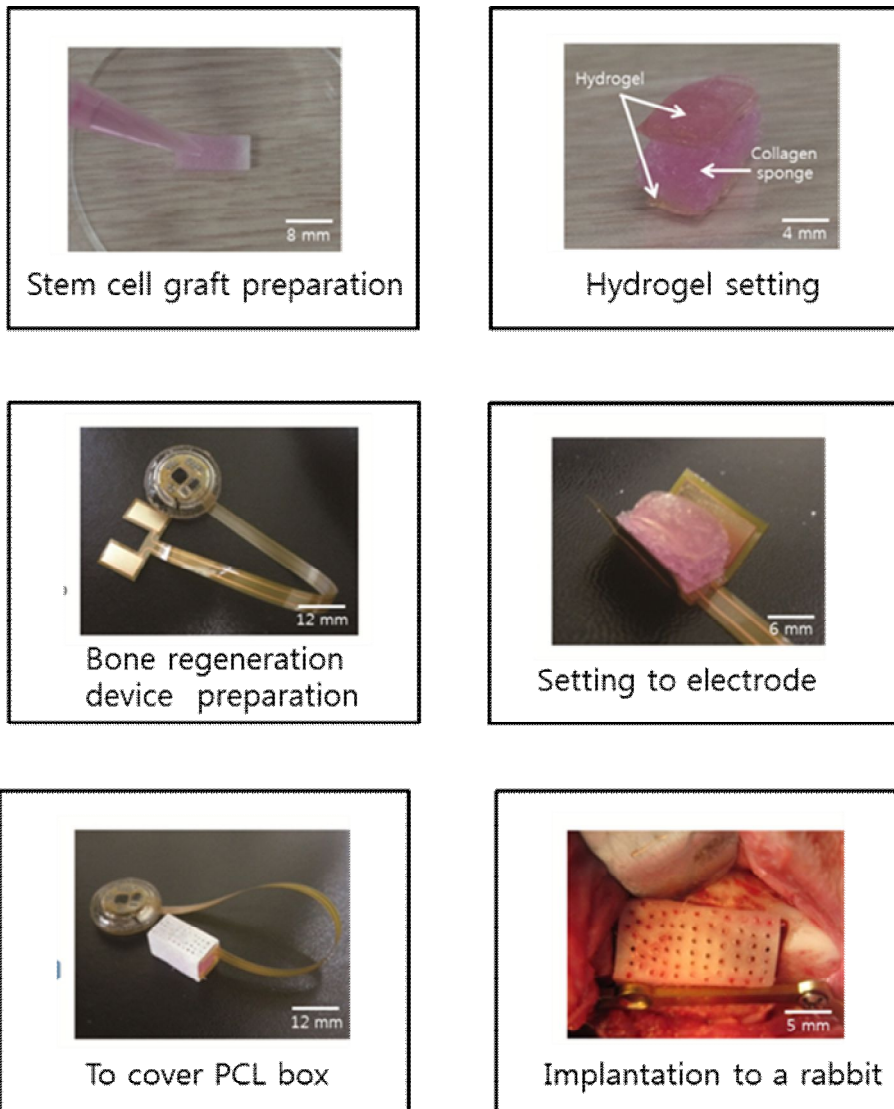 8 mm
Stem cell graft preparation
Hydrogel
Collagen
sponge
4 mm
Hydrogel setting
12 mm
Bone regeneration
device preparation
6 mm
Setting to electrode
12 mm
To cover PCL box
5 mm
Implantation to a rabbit